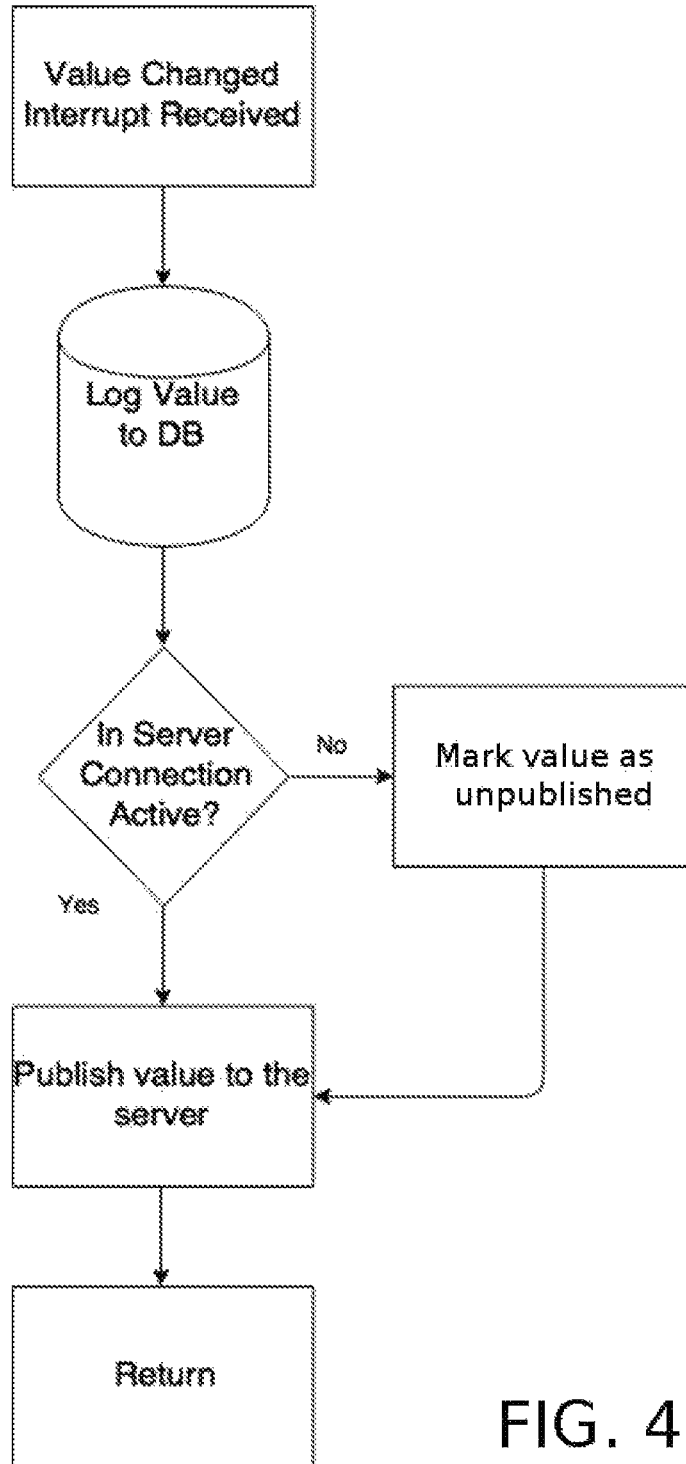 Value Changed
Interrupt Received
Log Value
to DB
In Server
Connection
Active?
No
Mark value as
unpublished
Yes
Publish value to the
server
Return
FIG. 4